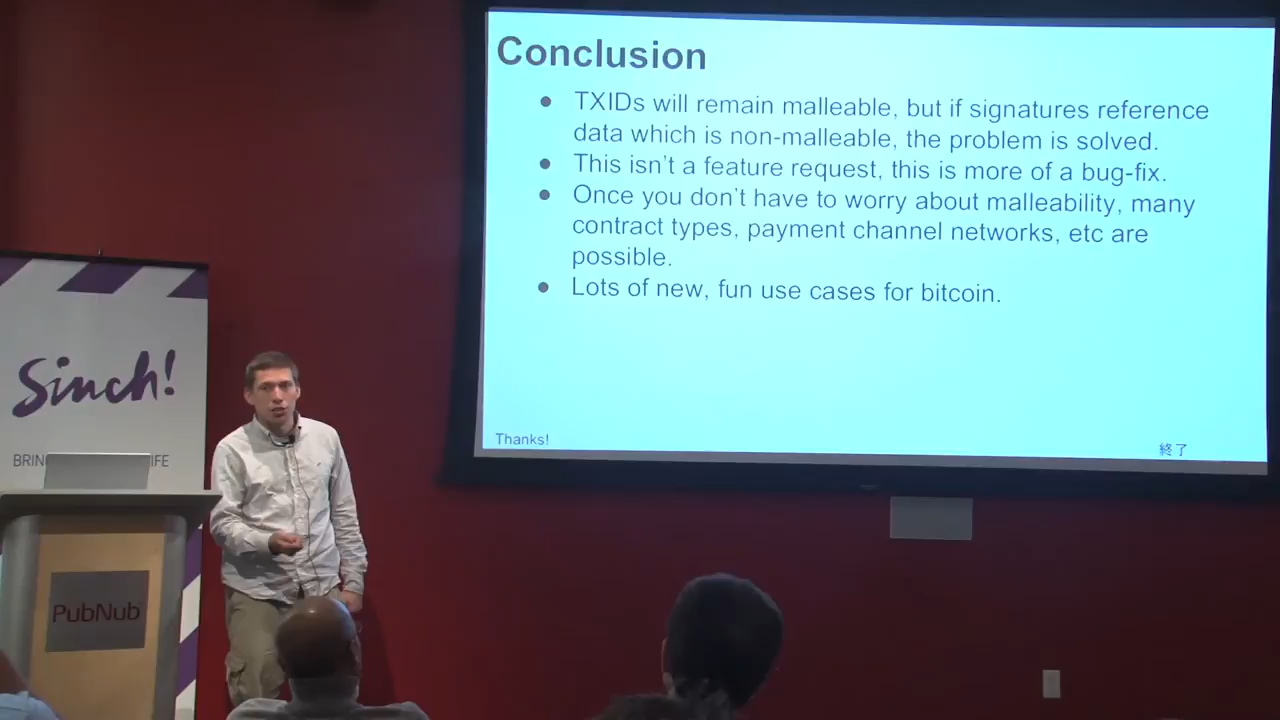 Conclusion
● TXIDs will remain malleable, but if signatures reference
data which is non-malleable, the problem is solved.
● This isn't a feature request, this is more of a bug-fix.
● Once you don't have to worry about malleability, many
contract types, payment channel networks, etc are
possible.
● Lots of new, fun use cases for bitcoin.
Thanks!
終了
Sinch!
PubNub